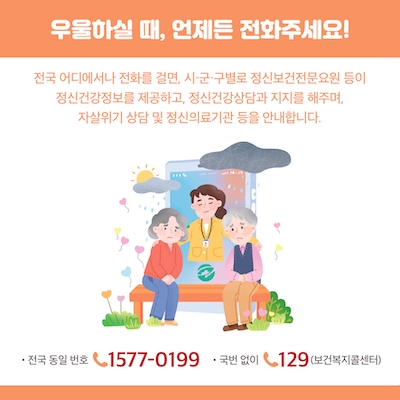 우울하실 때, 언제든 전화주세요!
전국 어디에서나 전화를 걸면, 시·군·구별로 정신보건전문요원 등이
정신건강정보를 제공하고, 정신건강상담과 지지를 해주며,
자살위기 상담 및 정신의료기관 등을 안내합니다.
· 전국 동일 번호 1577-0199 · 국번 없이 129 (보건복지콜센터)